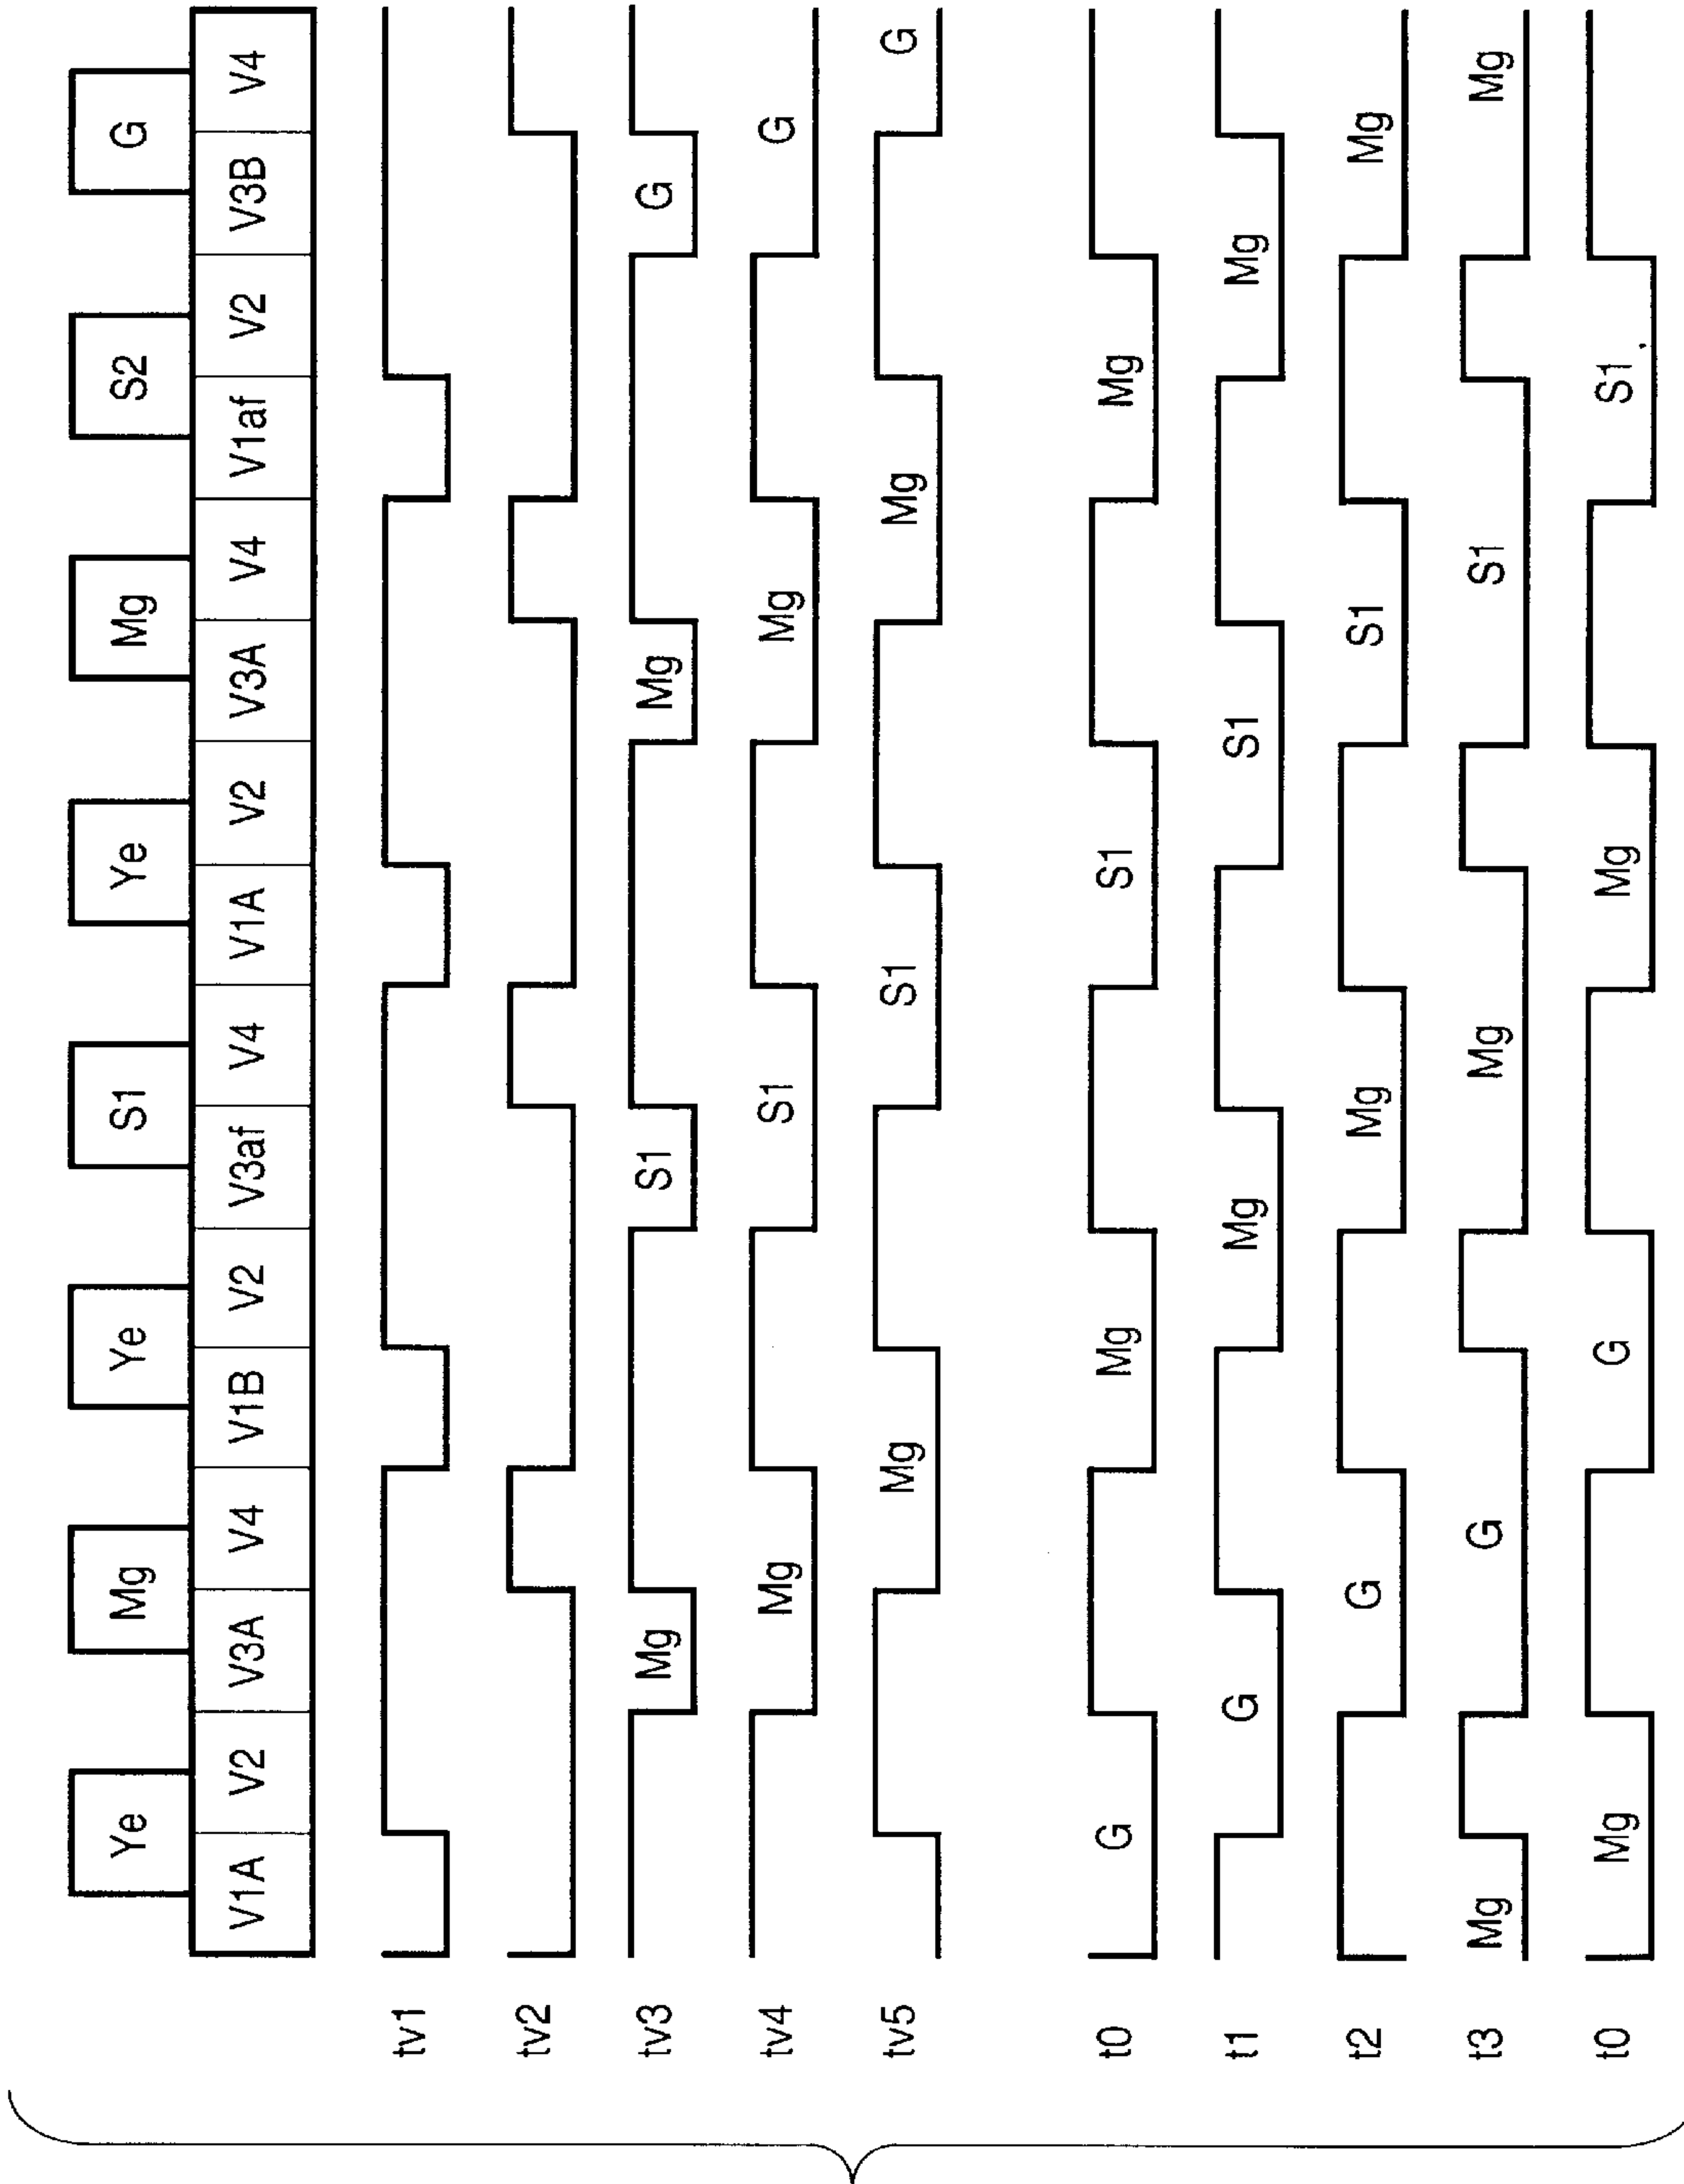 Ye Mg Ye S1 Ye Mg S2 G
V1A V2 V3A V4 V1B V2 V3af V4 V1A V2 V3A V4 V1af V2 V3B V4
tv1
tv2
tv3 Mg S1 Mg G
tv4 Mg S1 Mg G
tv5 Mg S1 Mg G
t0 G Mg S1 Mg
t1 G Mg S1 Mg
t2 G Mg S1 Mg
t3 Mg G Mg S1 Mg
t0 Mg G Mg S1